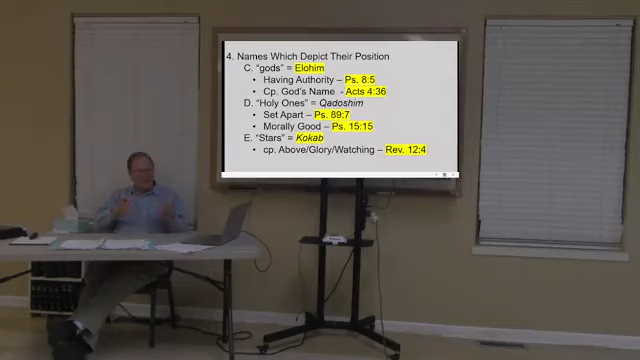 4. Names Which Depict Their Position
C. “gods” = Elohim
• Having Authority – Ps. 8:5
• Cp. God's Name - Acts 4:36
D. “Holy Ones” = Qadoshim
• Set Apart – Ps. 89:7
• Morally Good – Ps. 15:15
E. “Stars” = Kokab
• cp. Above/Glory/Watching – Rev. 12:4